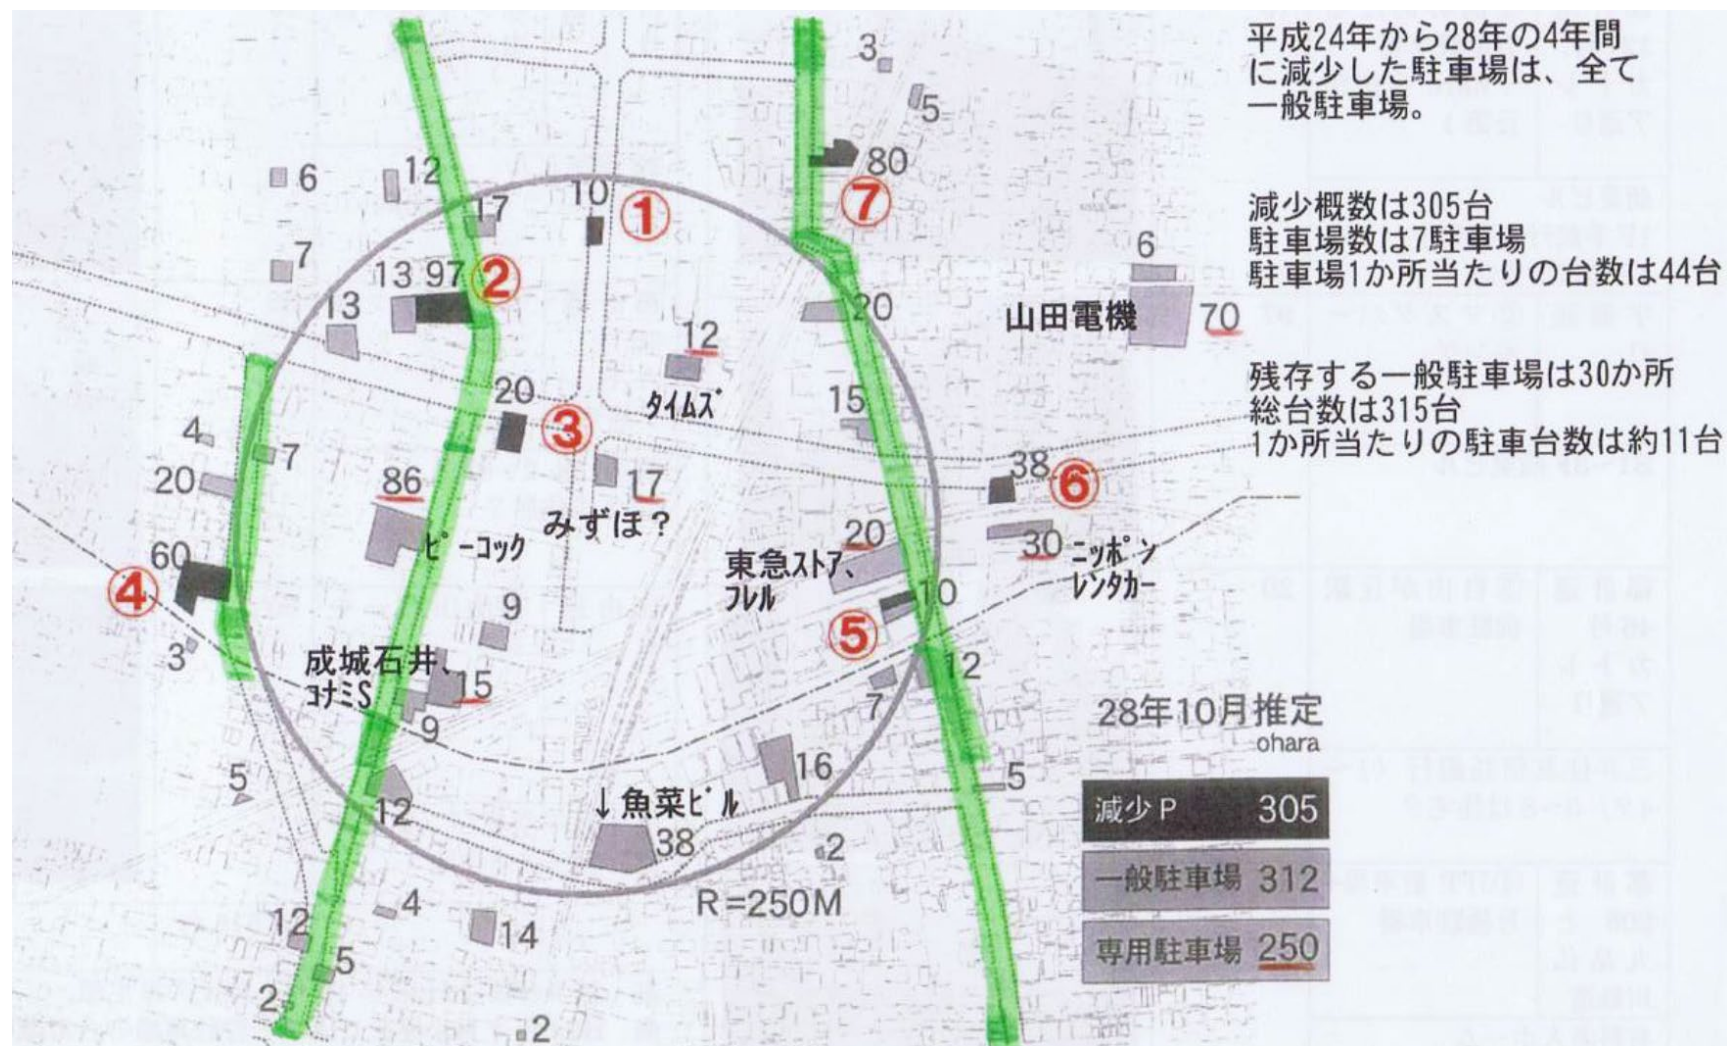 平成24年から28年の4年間
に減少した駐車場は、全て
一般駐車場。
減少概数は305台
駐車場数は7駐車場
駐車場1か所当たりの台数は44台
残存する一般駐車場は30か所
総台数は315台
1か所当たりの駐車台数は約11台
3
5
80
⑦
6
12
17
10
①
7
13 97
②
13
20
6
山田電機
70
12
タイムズ
20
③
15
4
7
20
86
ピーコック
17
みずほ？
38
⑥
30
ニッポン
レンタカー
20
東急ストア、
フレル
10
⑤
60
④
3
9
成城石井、
コナミS
15
9
12
7
5
12
16
5
↓魚菜ビル
38
2
R=250M
12
4
14
5
2
2
28年10月推定
ohara
減少P 305
一般駐車場 312
専用駐車場 250